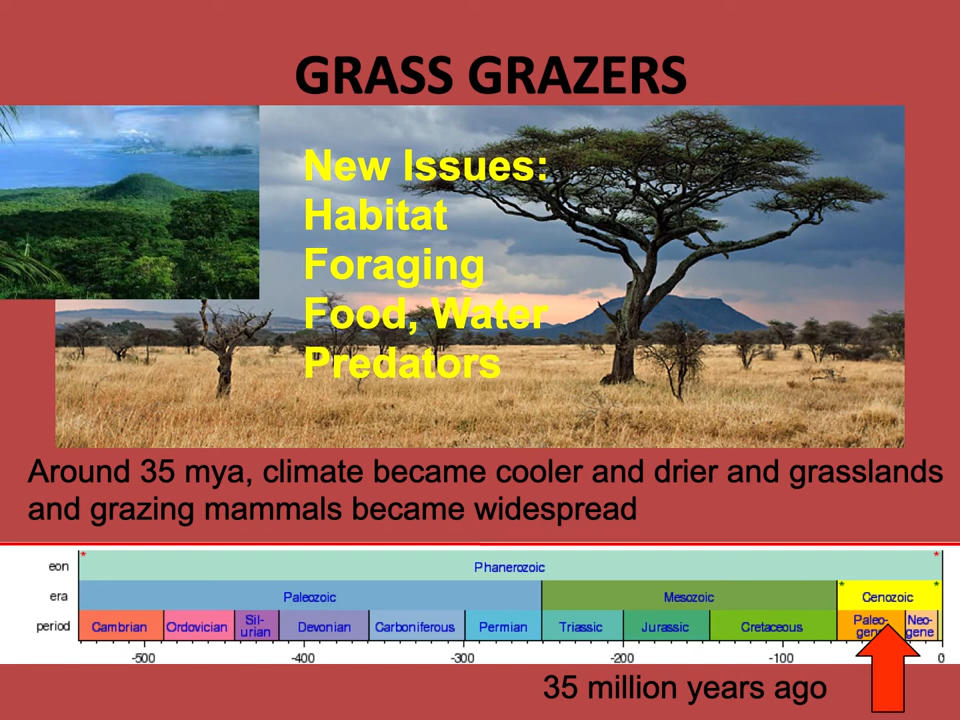 GRASS GRAZERS
New Issues:
Habitat
Foraging
Food, Water
Predators
Around 35 mya, climate became cooler and drier and grasslands
and grazing mammals became widespread
eon
* Phanerozoic *
era
Paleozoic Mesozoic * Cenozoic *
period
Cambrian Ordovician Sil-
urian Devonian Carboniferous Permian Triassic Jurassic Cretaceous Paleo-
gene Neo-
gene
-500 -400 -300 -200 -100 0
35 million years ago